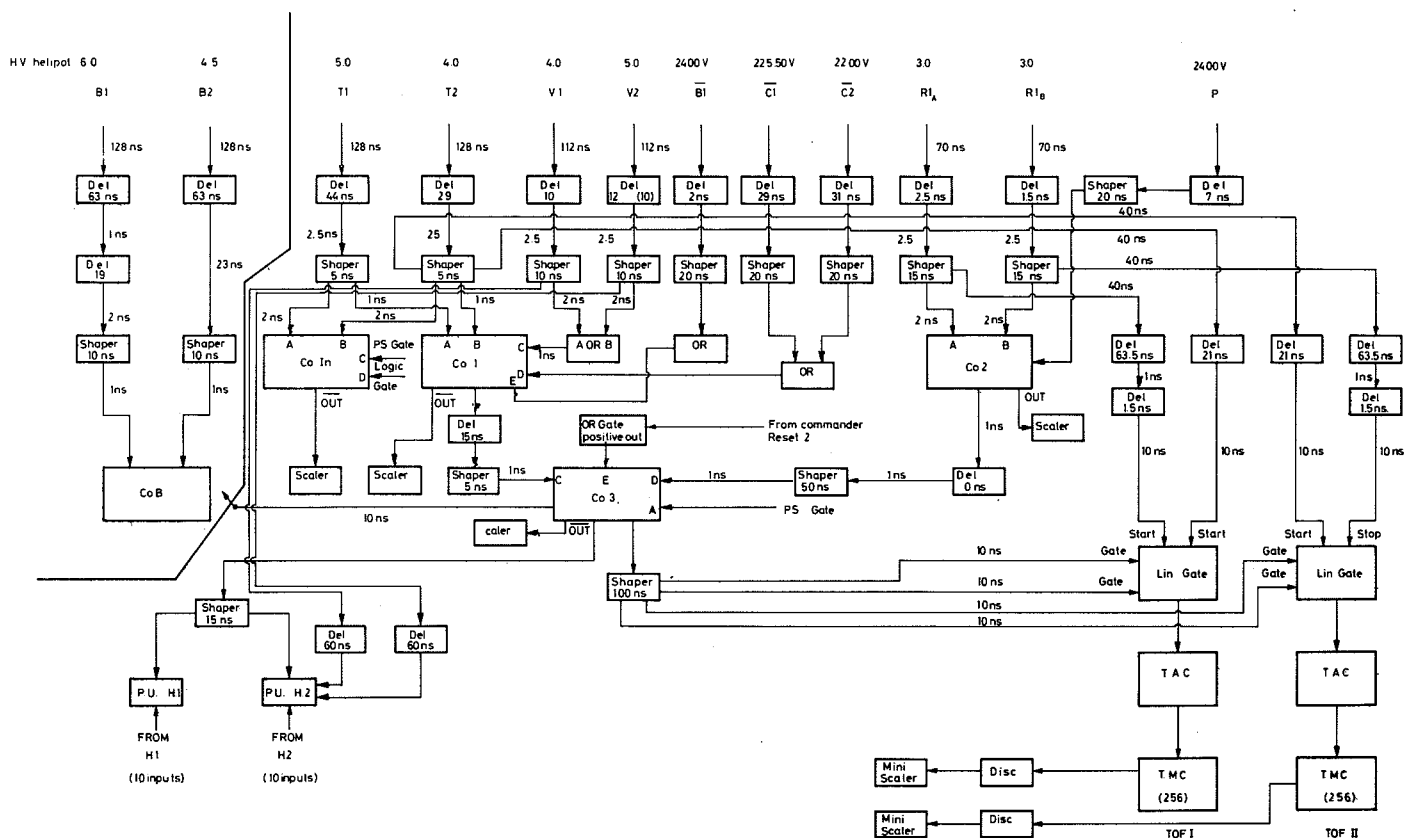 HV helipot 6.0 4.5 5.0 4.0 4.0 5.0 2400V 225.50V 2200V 3.0 3.0 2400V
B1 B2 T1 T2 V1 V2 B1 C1 C2 R1A R1B P
128 ns 128 ns 128 ns 128 ns 112 ns 112 ns 70 ns 70 ns
Del 63 ns
Del 63 ns
Del 44 ns
Del 29
Del 10
Del 12 (10)
Del 2 ns
Del 29 ns
Del 31 ns
Del 2.5 ns
Del 1.5 ns
Shaper 20 ns
Del 7 ns
40 ns
1 ns
23 ns
2.5 ns
25
2.5
2.5
2.5
2.5
40 ns
40 ns
Del 19
Shaper 5 ns
Shaper 5 ns
Shaper 10 ns
Shaper 10 ns
Shaper 20 ns
Shaper 20 ns
Shaper 20 ns
Shaper 15 ns
Shaper 15 ns
40 ns
2 ns
2 ns
1 ns
2 ns
1 ns
2 ns
2 ns
2 ns
2 ns
Shaper 10 ns
Shaper 10 ns
A B
Co In
C
D
PS Gate
Logic
Gate
OUT
A B
Co 1
C
D
E
OUT
1 ns
A OR B
OR
OR
A B
Co 2
OUT
Del 63.5 ns
Del 21 ns
Del 21 ns
Del 63.5 ns
1 ns
1 ns
1 ns
1 ns
Del 1.5 ns
Del 1.5 ns.
Del 15 ns
OR Gate
positive out
From commander
Reset 2
1 ns
Scaler
10 ns
10 ns
10 ns
10 ns
Co B
Scaler
Scaler
Shaper 5 ns
1 ns
C E D
Co 3
A
1 ns
Shaper 50 ns
1 ns
Del 0 ns
PS Gate
10 ns
caler
OUT
Start Start Start Stop
Lin Gate
Lin Gate
Gate
Gate
Gate
Gate
10 ns
10 ns
10 ns
10 ns
Shaper 100 ns
Shaper 15 ns
Del 60 ns
Del 60 ns
P.U. H.1
P.U. H.2
TAC
TAC
FROM
H1
(10 inputs)
FROM
H2
(10 inputs)
Mini
Scaler
Disc
TMC
(256)
TMC
(256)
Mini
Scaler
Disc
TOF I
TOF II